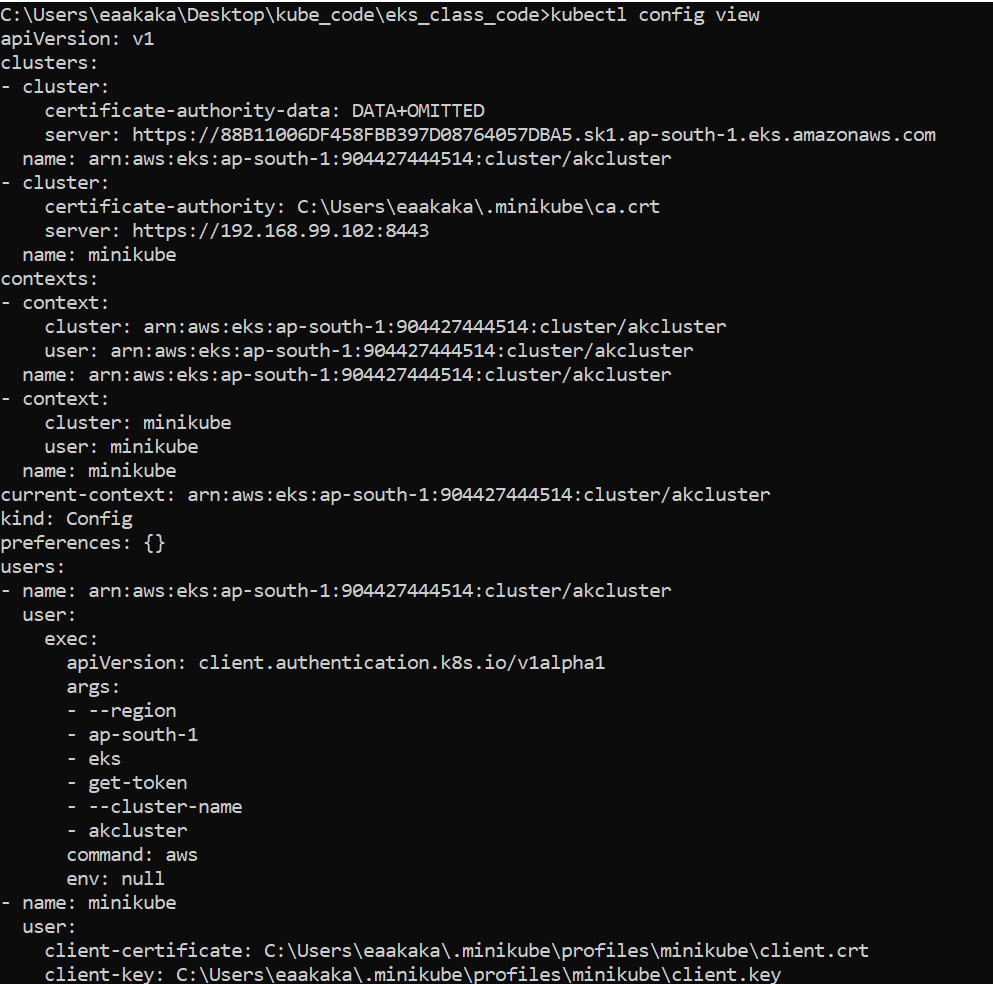 C:\Users\eaakaka\Desktop\kube_code\eks_class_code>kubectl config view
apiVersion: v1
clusters:
- cluster:
    certificate-authority-data: DATA+OMITTED
    server: https://88B11006DF458FBB397D08764057DBA5.sk1.ap-south-1.eks.amazonaws.com
  name: arn:aws:eks:ap-south-1:904427444514:cluster/akcluster
- cluster:
    certificate-authority: C:\Users\eaakaka\.minikube\ca.crt
    server: https://192.168.99.102:8443
  name: minikube
contexts:
- context:
    cluster: arn:aws:eks:ap-south-1:904427444514:cluster/akcluster
    user: arn:aws:eks:ap-south-1:904427444514:cluster/akcluster
  name: arn:aws:eks:ap-south-1:904427444514:cluster/akcluster
- context:
    cluster: minikube
    user: minikube
  name: minikube
current-context: arn:aws:eks:ap-south-1:904427444514:cluster/akcluster
kind: Config
preferences: {}
users:
- name: arn:aws:eks:ap-south-1:904427444514:cluster/akcluster
  user:
    exec:
      apiVersion: client.authentication.k8s.io/v1alpha1
      args:
      - --region
      - ap-south-1
      - eks
      - get-token
      - --cluster-name
      - akcluster
      command: aws
      env: null
- name: minikube
  user:
    client-certificate: C:\Users\eaakaka\.minikube\profiles\minikube\client.crt
    client-key: C:\Users\eaakaka\.minikube\profiles\minikube\client.key